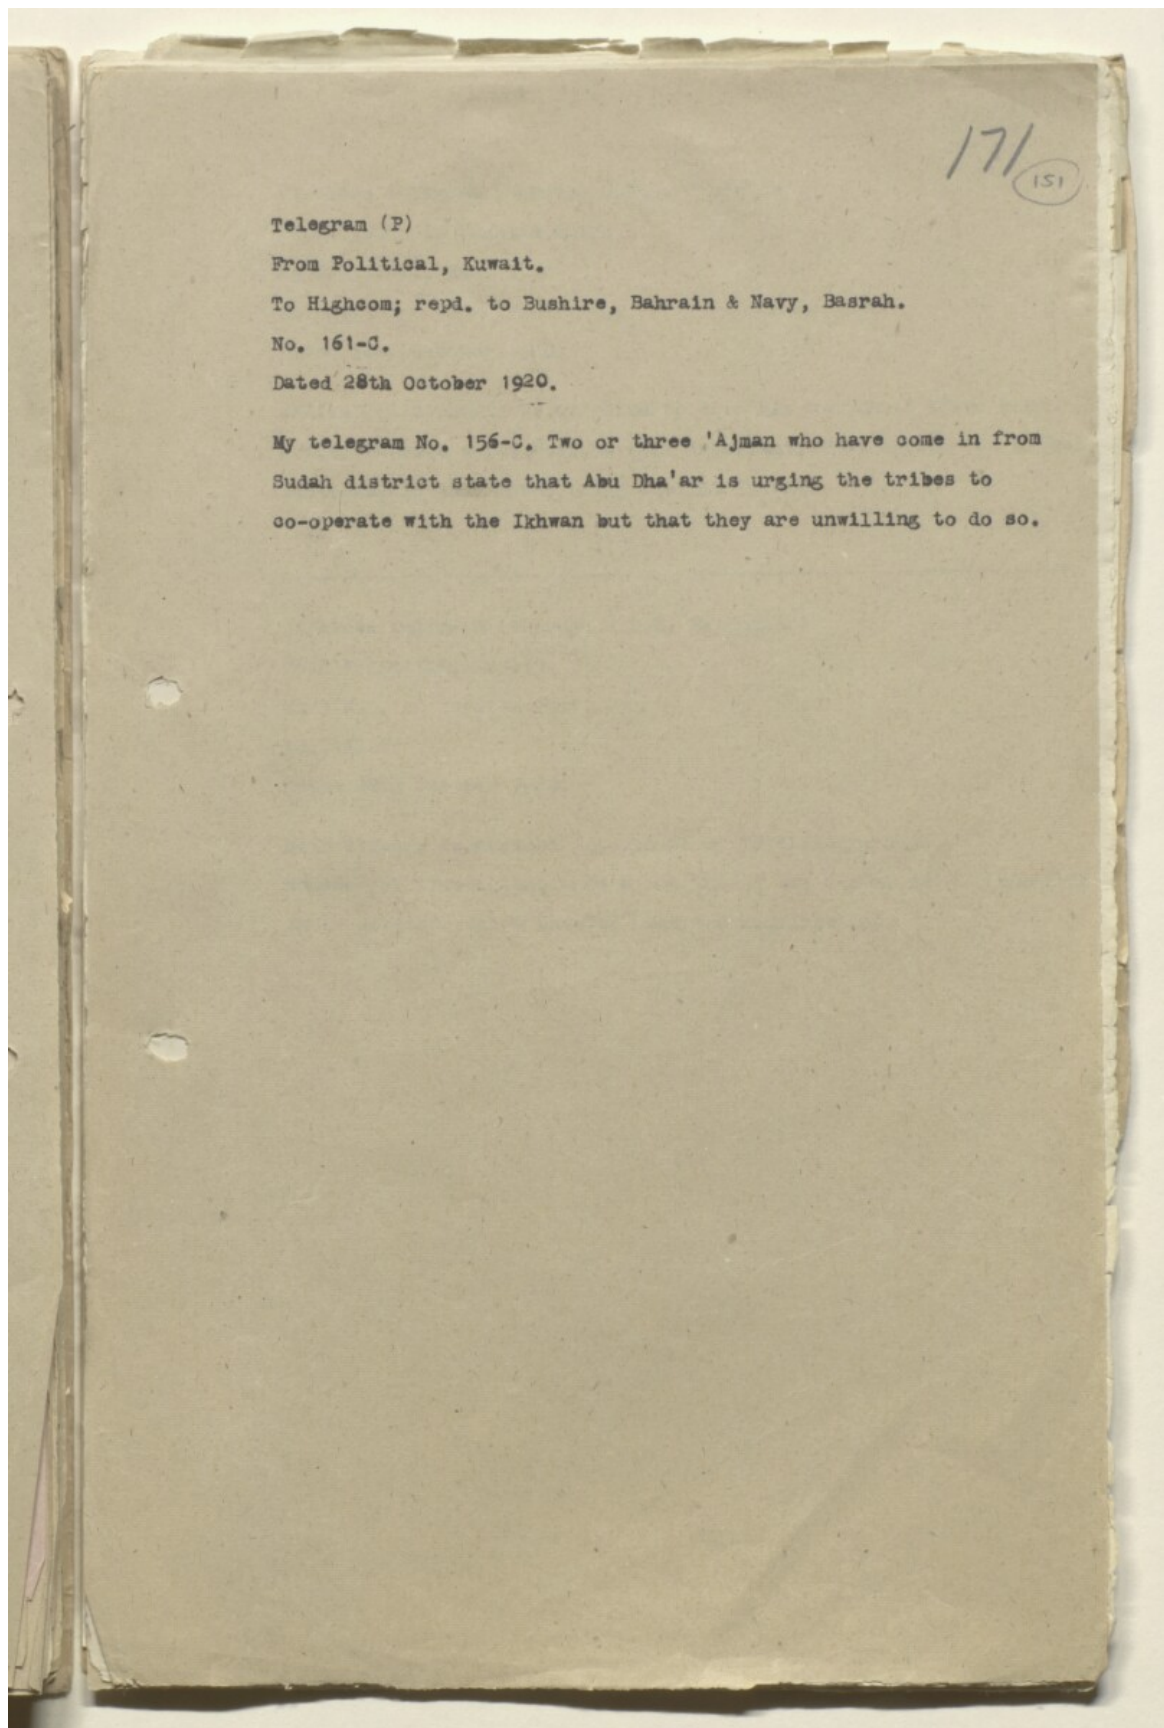 171
151
Telegram (P)
From Political, Kuwait.
To Highcom; repd. to Bushire, Bahrain & Navy, Basrah.
No. 161-C.
Dated 28th October 1920.
My telegram No. 156-C. Two or three 'Ajman who have come in from
Sudah district state that Abu Dha'ar is urging the tribes to
co-operate with the Ikhwan but that they are unwilling to do so.